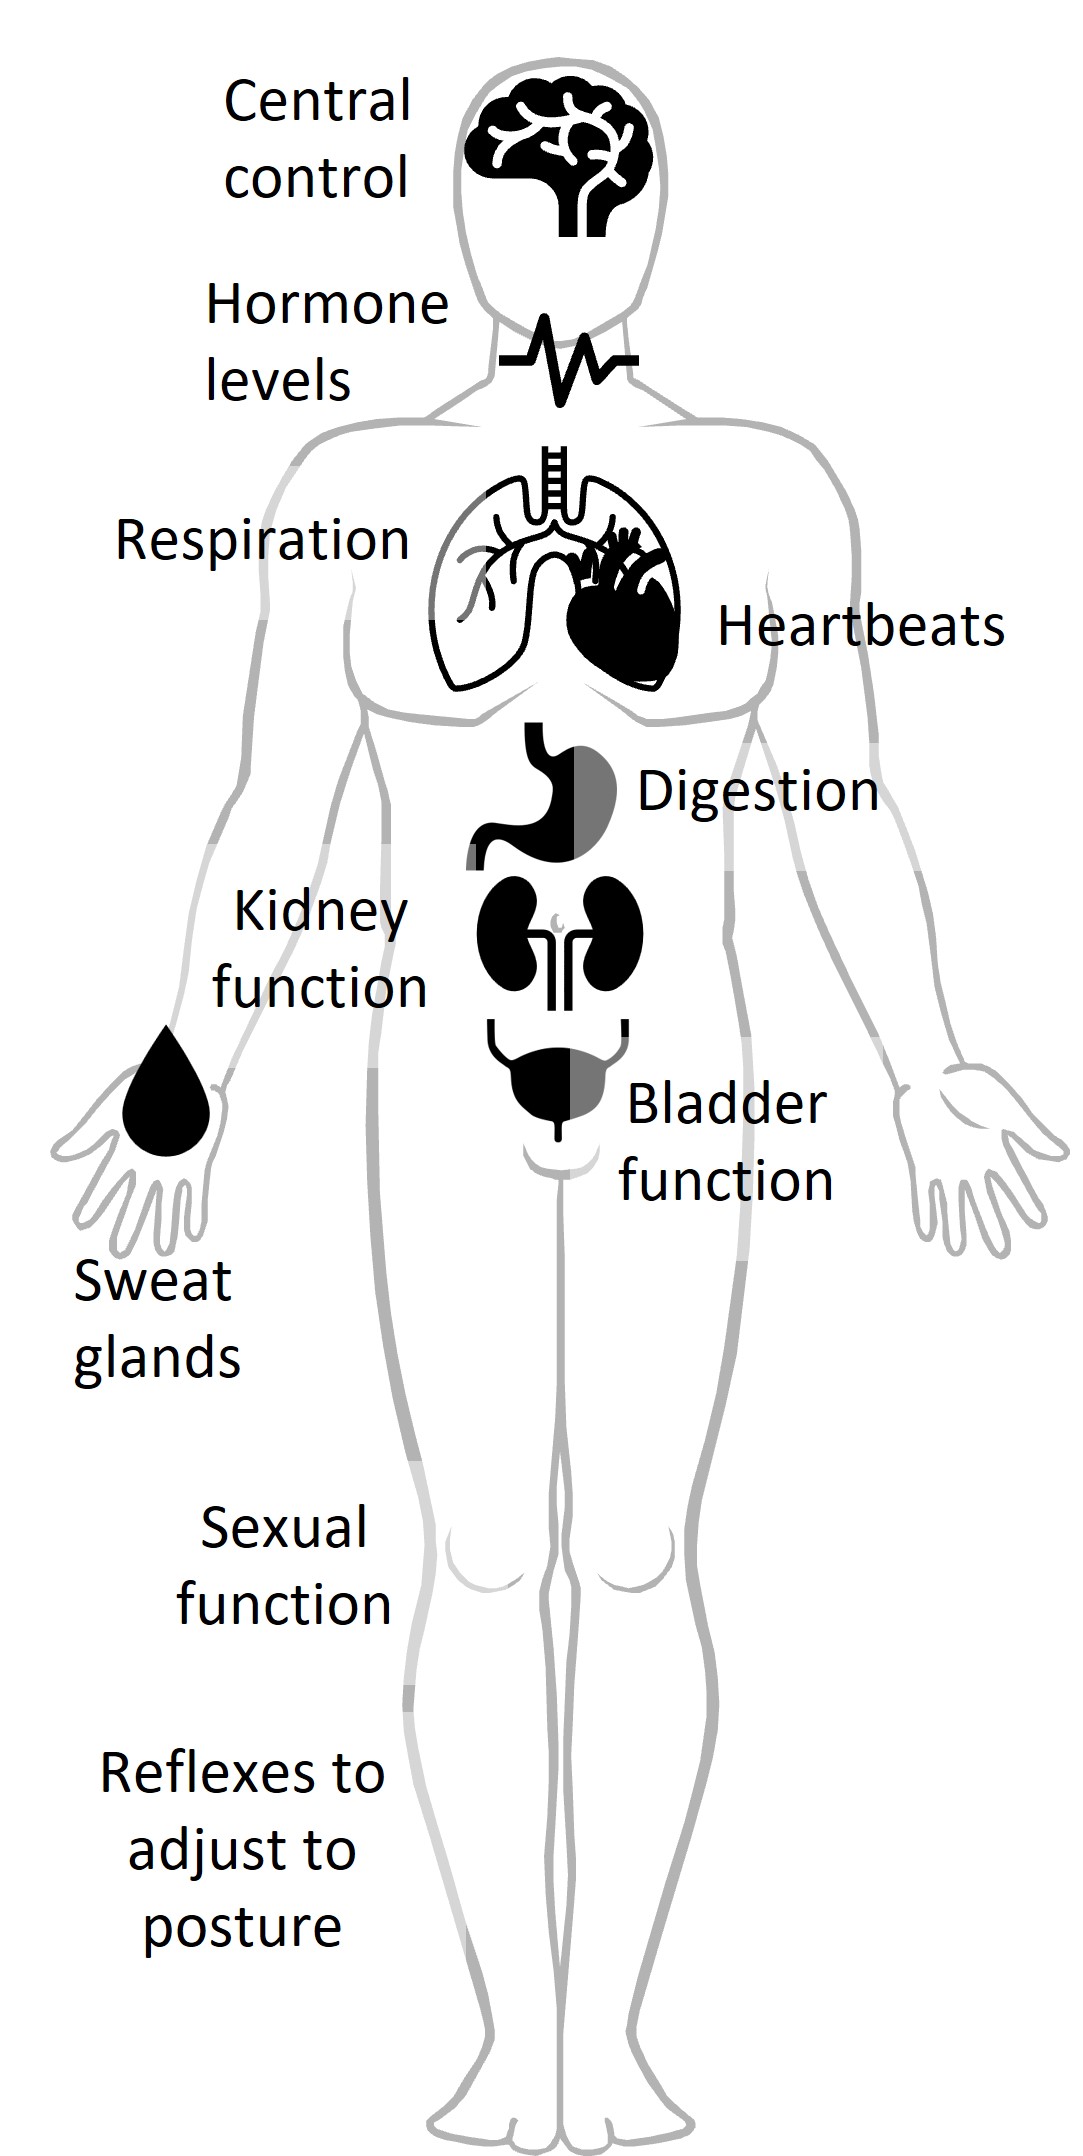 Central
control
Hormone
levels
Respiration
Heartbeats
Digestion
Kidney
function
Bladder
function
Sweat
glands
Sexual
function
Reflexes to
adjust to
posture